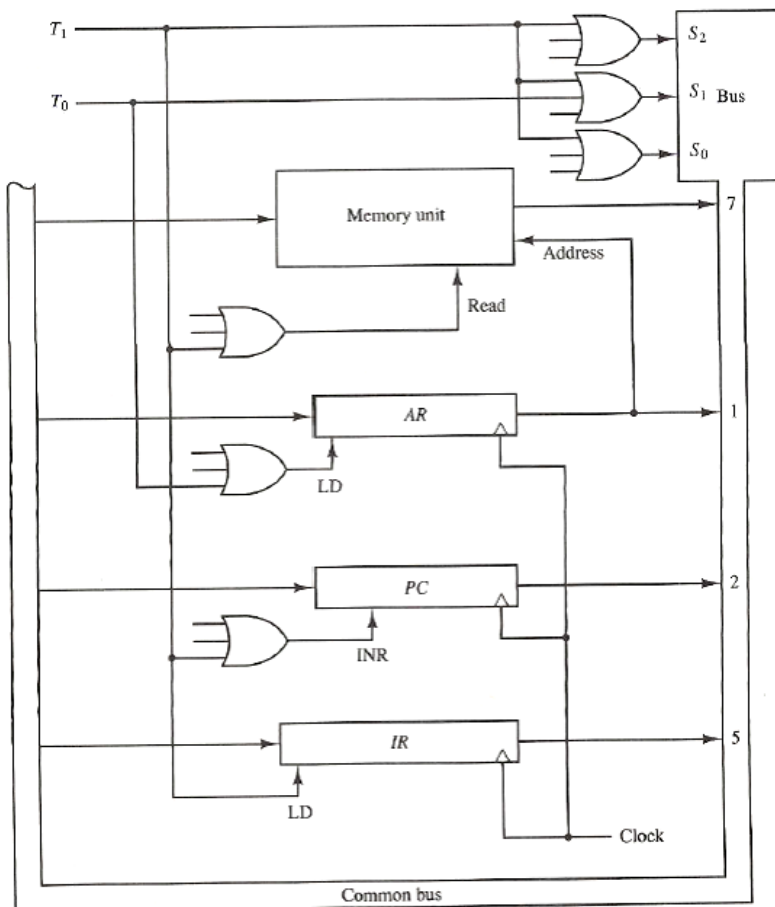 T₁
S₂
T₀
S₁ Bus
S₀
7
Memory unit
Address
Read
AR
1
LD
PC
2
INR
IR
5
LD
Clock
Common bus